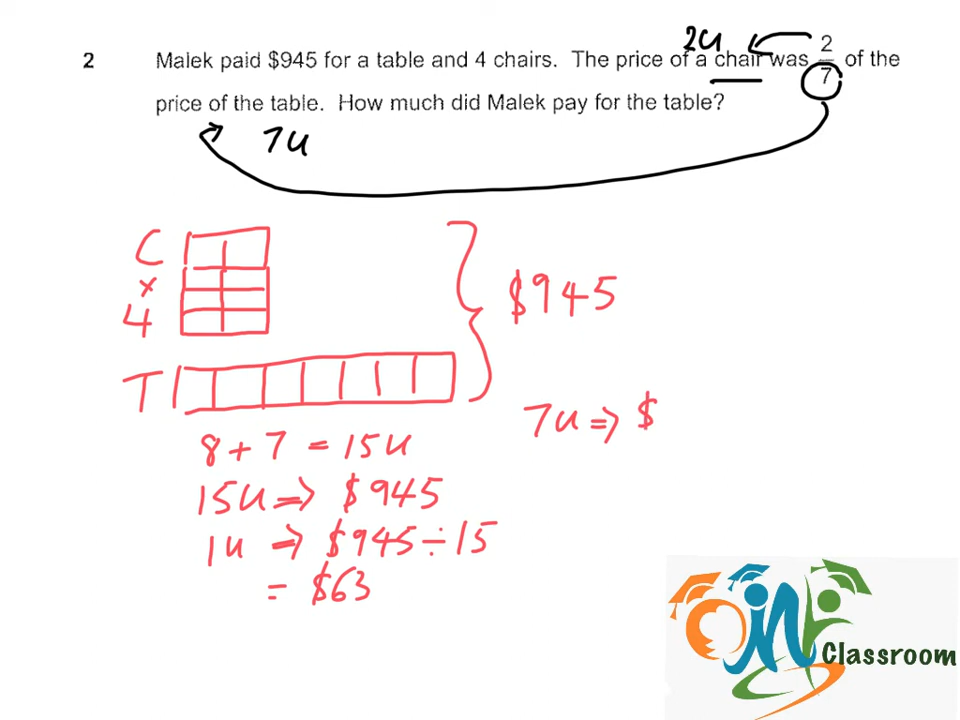 2u
2 Malek paid $945 for a table and 4 chairs. The price of a chair was 2/7 of the
price of the table. How much did Malek pay for the table?
7u
C
×
4
$945
T
7u ⇒ $
8 + 7 = 15u
15u ⇒ $945
1u ⇒ $945 ÷ 15
= $63
Classroom